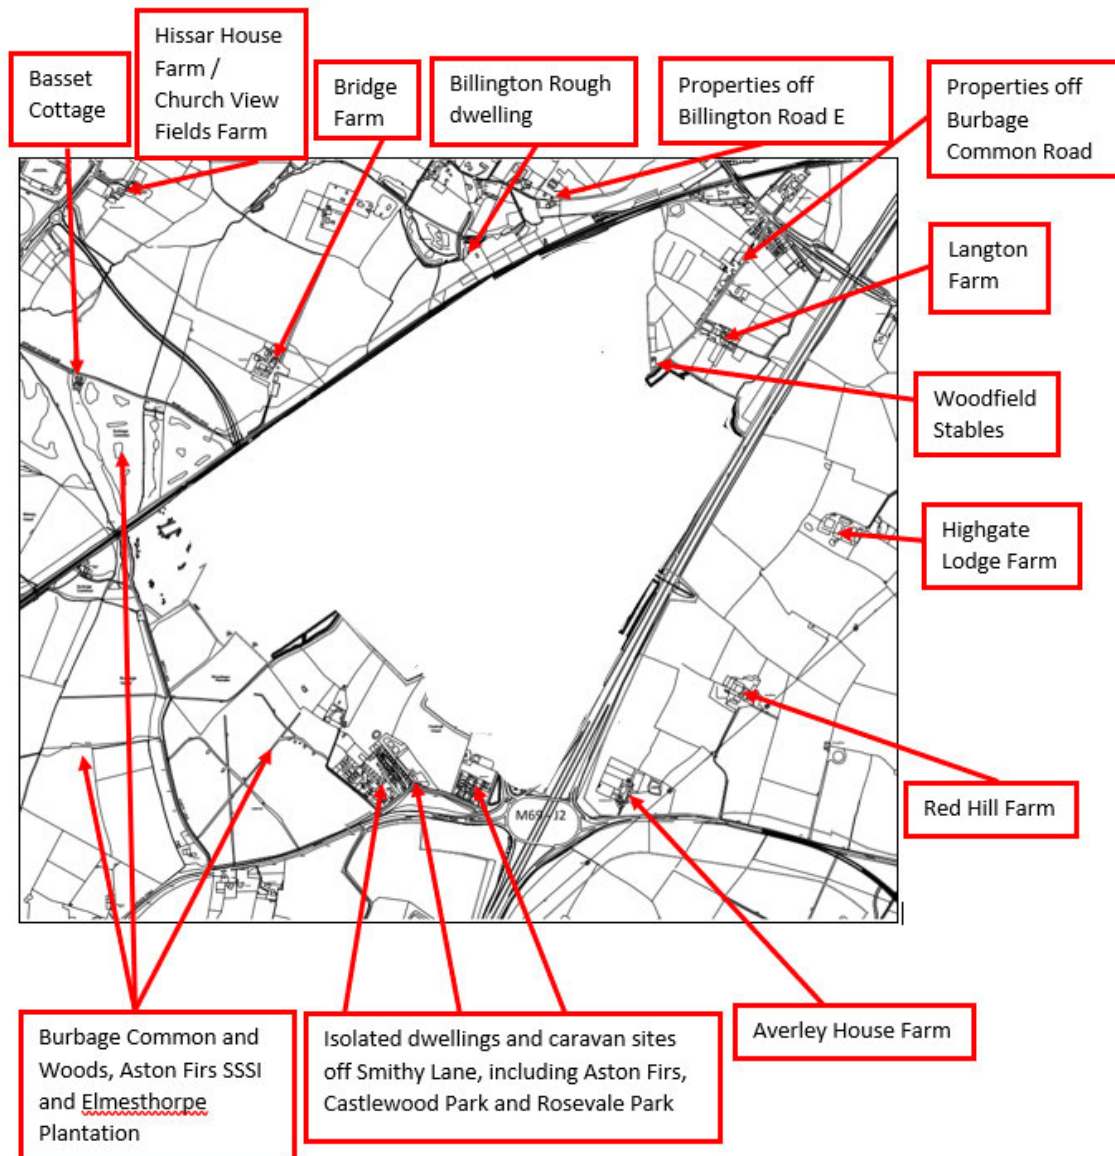 Hissar House
Farm /
Church View
Fields Farm
Basset
Cottage
Bridge
Farm
Billington Rough
dwelling
Properties off
Billington Road E
Properties off
Burbage
Common Road
Langton
Farm
Woodfield
Stables
Highgate
Lodge Farm
Red Hill Farm
M69 - J2
Averley House Farm
Isolated dwellings and caravan sites
off Smithy Lane, including Aston Firs,
Castlewood Park and Rosevale Park
Burbage Common and
Woods, Aston Firs SSSI
and Elmesthorpe
Plantation